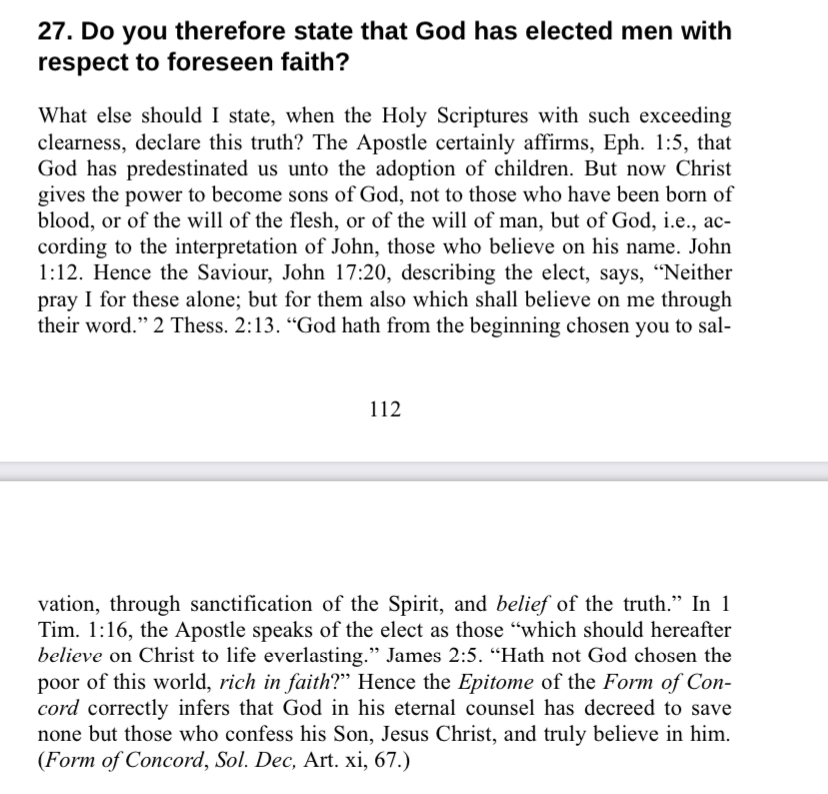 27. Do you therefore state that God has elected men with
respect to foreseen faith?
What else should I state, when the Holy Scriptures with such exceeding
clearness, declare this truth? The Apostle certainly affirms, Eph. 1:5, that
God has predestinated us unto the adoption of children. But now Christ
gives the power to become sons of God, not to those who have been born of
blood, or of the will of the flesh, or of the will of man, but of God, i.e., ac-
cording to the interpretation of John, those who believe on his name. John
1:12. Hence the Saviour, John 17:20, describing the elect, says, “Neither
pray I for these alone; but for them also which shall believe on me through
their word.” 2 Thess. 2:13. “God hath from the beginning chosen you to sal-
112
vation, through sanctification of the Spirit, and belief of the truth.” In 1
Tim. 1:16, the Apostle speaks of the elect as those “which should hereafter
believe on Christ to life everlasting.” James 2:5. “Hath not God chosen the
poor of this world, rich in faith?” Hence the Epitome of the Form of Con-
cord correctly infers that God in his eternal counsel has decreed to save
none but those who confess his Son, Jesus Christ, and truly believe in him.
(Form of Concord, Sol. Dec, Art. xi, 67.)